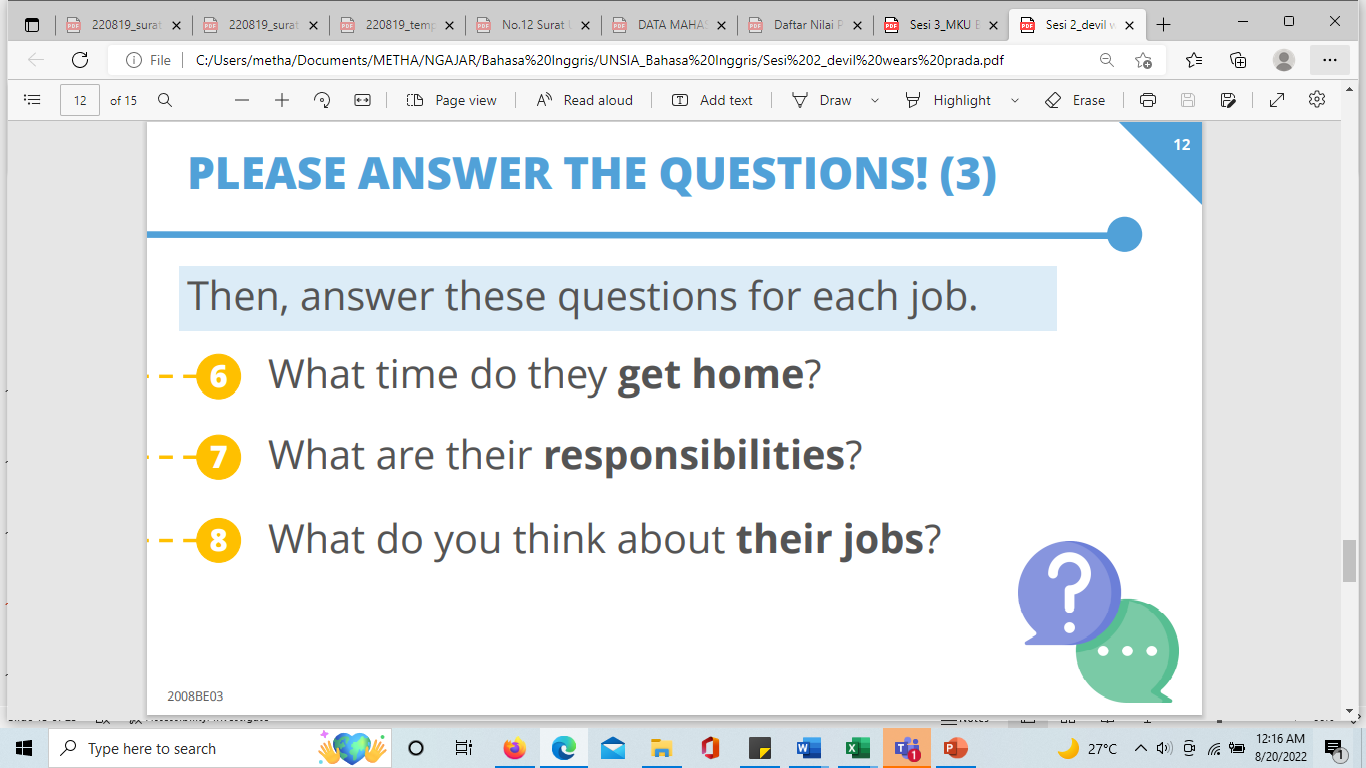 220819_surat
220819_surat
220819_temp
No.12 Surat
DATA MAHAS
Daftar Nilai P
Sesi 3_MKU B
Sesi 2_devil w
File
C:/Users/metha/Documents/METHA/NGAJAR/Bahasa%20Inggris/UNSIA_Bahasa%20Inggris/Sesi%202_devil%20wears%20prada.pdf
12 of 15
Page view
Read aloud
Add text
Draw
Highlight
Erase
12
PLEASE ANSWER THE QUESTIONS! (3)
Then, answer these questions for each job.
6 What time do they get home?
7 What are their responsibilities?
8 What do you think about their jobs?
2008BE03
Type here to search
1
27°C
12:16 AM
8/20/2022
1